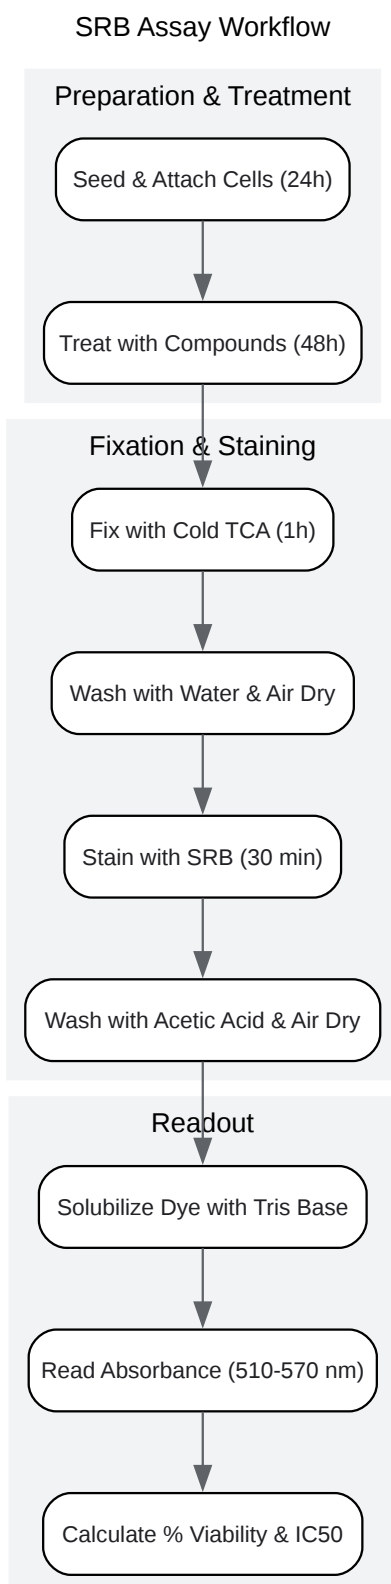 SRB Assay Workflow
Preparation & Treatment
Seed & Attach Cells (24h)
Treat with Compounds (48h)
Fixation & Staining
Fix with Cold TCA (1h)
Wash with Water & Air Dry
Stain with SRB (30 min)
Wash with Acetic Acid & Air Dry
Readout
Solubilize Dye with Tris Base
Read Absorbance (510-570 nm)
Calculate % Viability & IC50